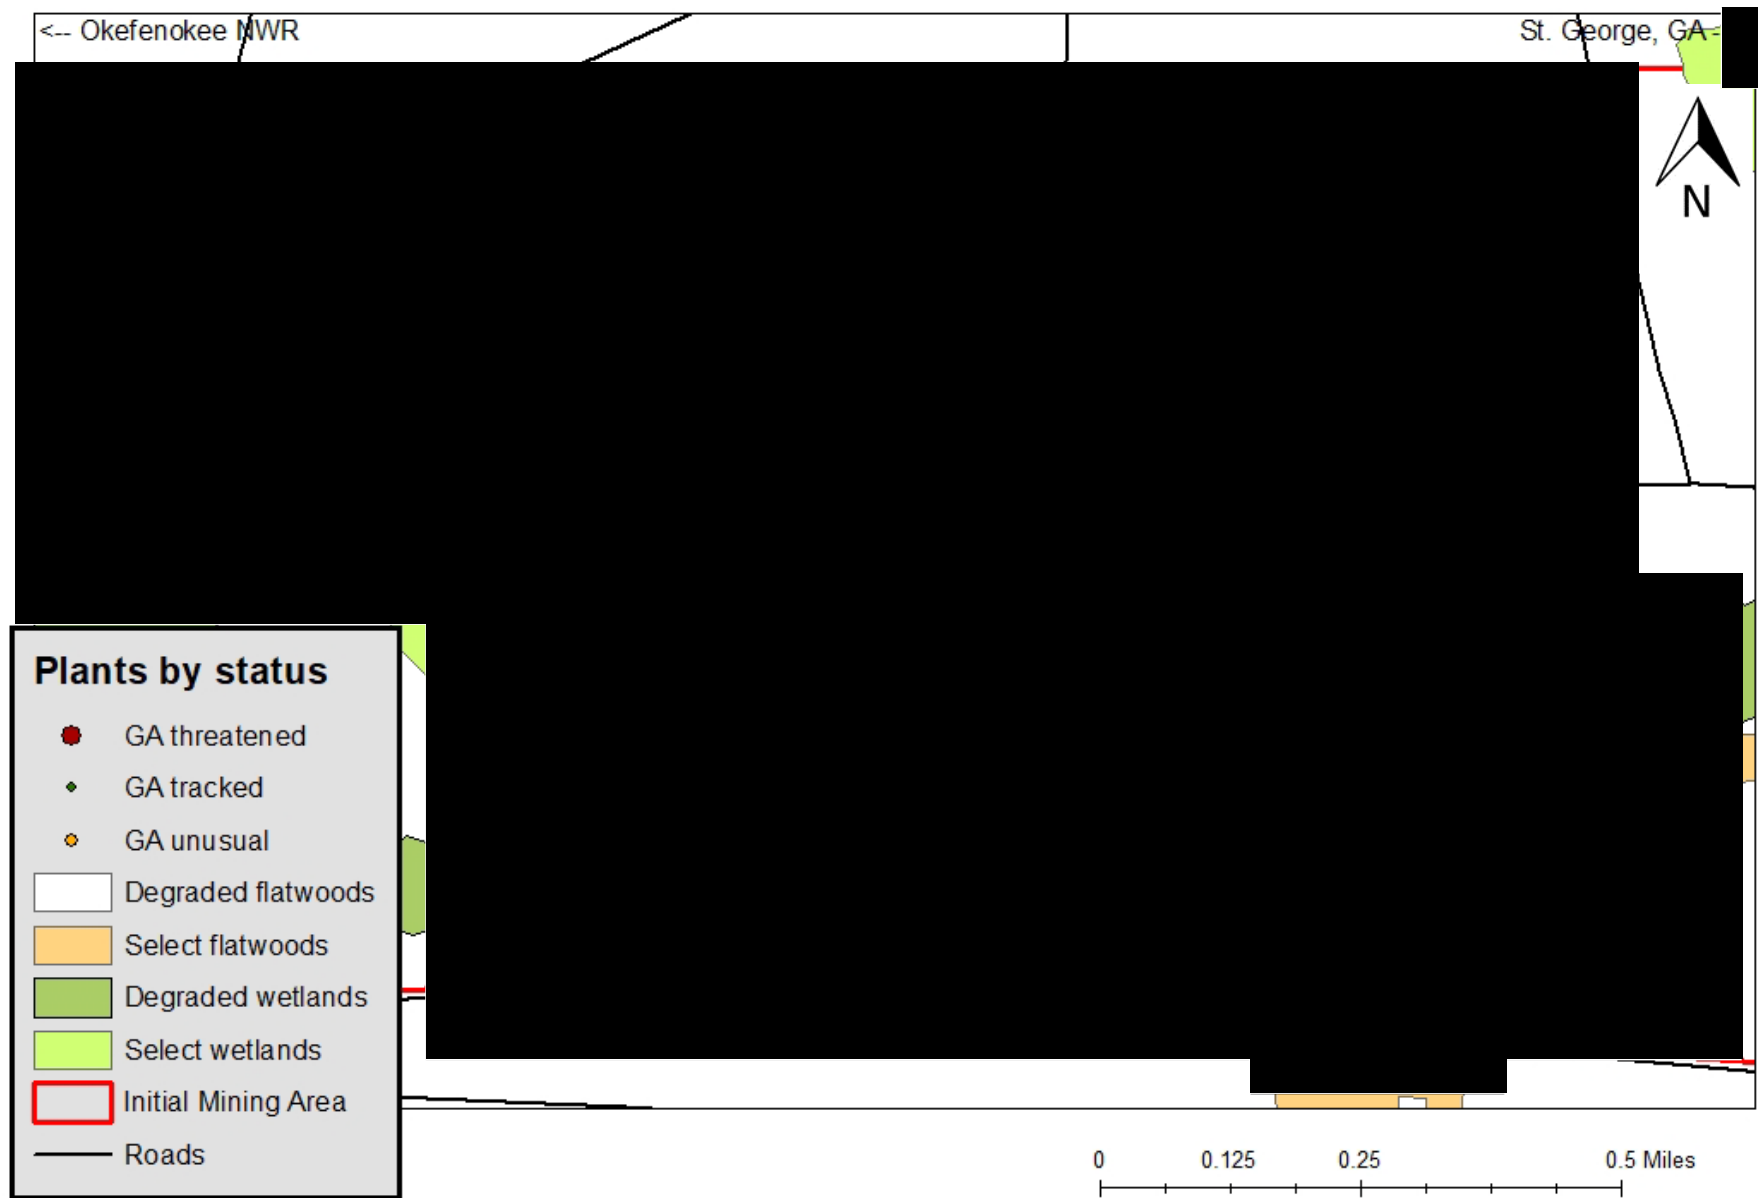 <-- Okefenokee NWR
St. George, GA -
N
Plants by status
GA threatened
GA tracked
GA unusual
Degraded flatwoods
Select flatwoods
Degraded wetlands
Select wetlands
Initial Mining Area
Roads
0 0.125 0.25 0.5 Miles